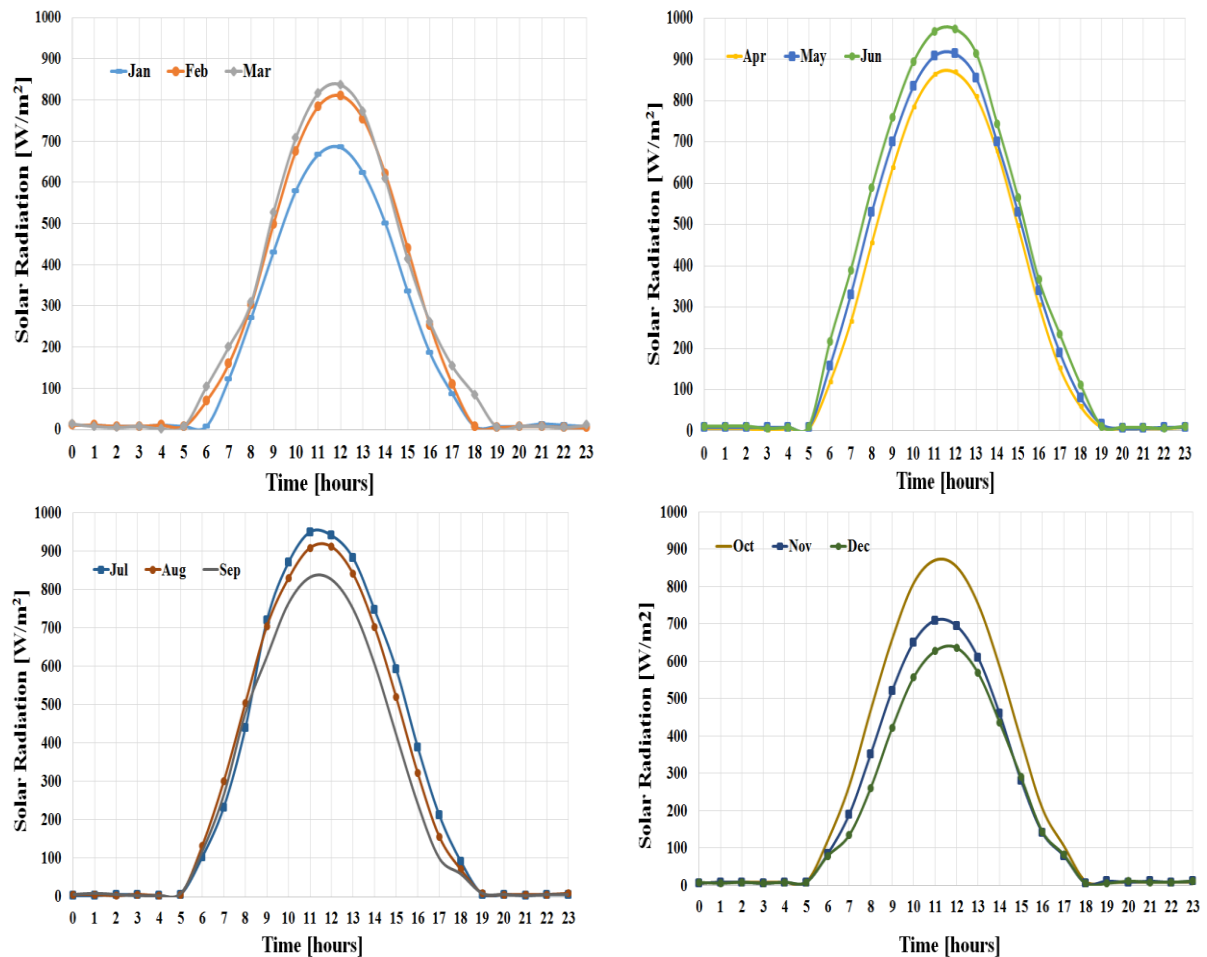 1000
900
800
700
600
500
400
300
200
100
0
Solar Radiation [W/m²]
Jan Feb Mar
0 1 2 3 4 5 6 7 8 9 10 11 12 13 14 15 16 17 18 19 20 21 22 23
Time [hours]
1000
900
800
700
600
500
400
300
200
100
0
Solar Radiation [W/m²]
Apr May Jun
0 1 2 3 4 5 6 7 8 9 10 11 12 13 14 15 16 17 18 19 20 21 22 23
Time [hours]
1000
900
800
700
600
500
400
300
200
100
0
Solar Radiation [W/m²]
Jul Aug Sep
0 1 2 3 4 5 6 7 8 9 10 11 12 13 14 15 16 17 18 19 20 21 22 23
Time [hours]
1000
900
800
700
600
500
400
300
200
100
0
Solar Radiation [W/m2]
Oct Nov Dec
0 1 2 3 4 5 6 7 8 9 10 11 12 13 14 15 16 17 18 19 20 21 22 23
Time [hours]